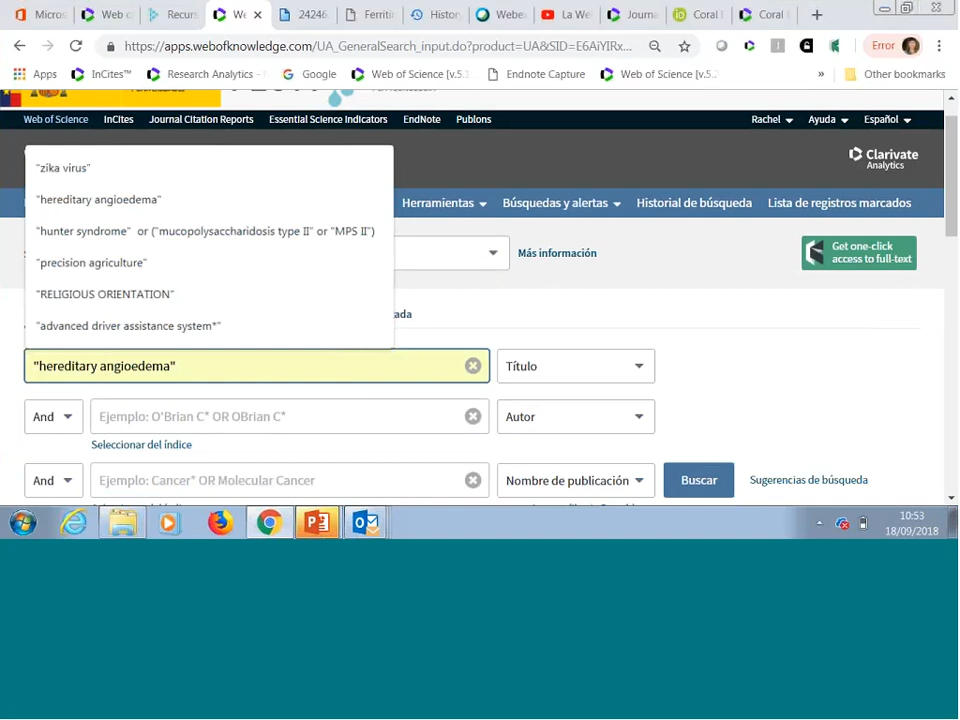 Micros
Web c
Recurs
We
24246
Ferriti
Histor
Webex
La We
Journa
Coral
Coral
https://apps.webofknowledge.com/UA_GeneralSearch_input.do?product=UA&SID=E6AiYIRx...
Error
Apps
InCites™
Research Analytics -
Google
Web of Science [v.5.
Endnote Capture
Web of Science [v.5.
»
Other bookmarks
Web of Science
InCites
Journal Citation Reports
Essential Science Indicators
EndNote
Publons
Rachel
Ayuda
Español
"zika virus"
Clarivate
Analytics
"hereditary angioedema"
Herramientas
Búsquedas y alertas
Historial de búsqueda
Lista de registros marcados
"hunter syndrome" or ("mucopolysaccharidosis type II" or "MPS II")
Más información
Get one-click
access to full-text
"precision agriculture"
"RELIGIOUS ORIENTATION"
ada
"advanced driver assistance system*"
"hereditary angioedema"
Título
And
Ejemplo: O'Brian C* OR OBrian C*
Autor
Seleccionar del índice
And
Ejemplo: Cancer* OR Molecular Cancer
Nombre de publicación
Buscar
Sugerencias de búsqueda
10:53
18/09/2018